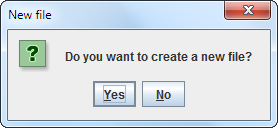 New file
Do you want to create a new file?
Yes No